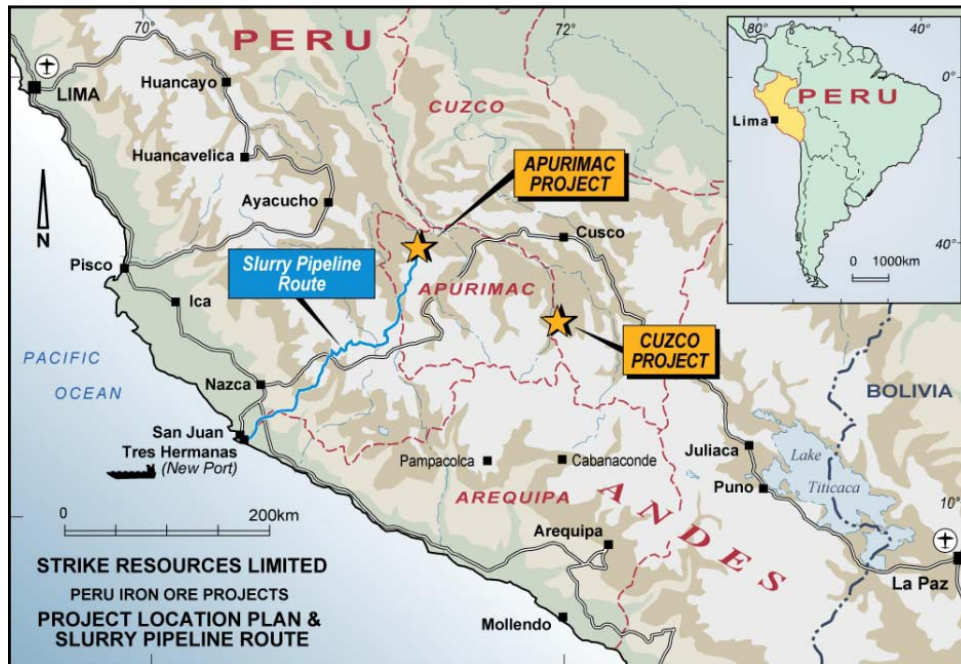 70°
72°
PERU
LIMA
Huancayo
CUZCO
Huancavelica
APURIMAC
PROJECT
Ayacucho
N
Cusco
Slurry Pipeline
Route
Pisco
APURIMAC
Ica
CUZCO
PROJECT
PACIFIC
OCEAN
Nazca
BOLIVIA
San Juan
Tres Hermanas
(New Port)
Pampacolca
Cabanaconde
Juliaca
Lake
Titicaca
Puno
AREQUIPA
ANDES
10°
0
200km
Arequipa
La Paz
STRIKE RESOURCES LIMITED
PERU IRON ORE PROJECTS
PROJECT LOCATION PLAN &
SLURRY PIPELINE ROUTE
Mollendo
80°
0°
40°
0°
PERU
Lima
40°
0
1000km